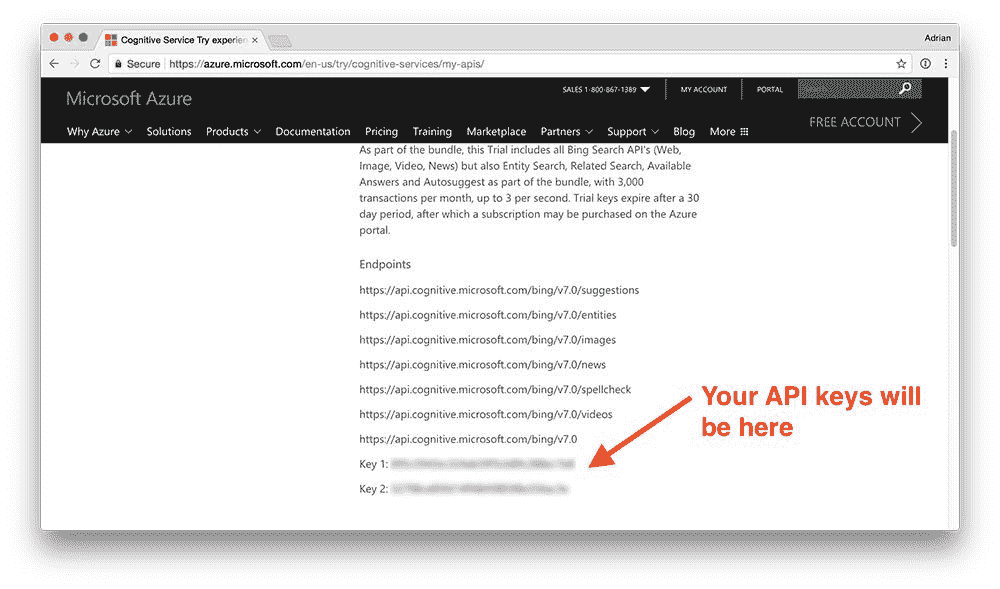 Cognitive Service Try experien
Adrian
Secure https://azure.microsoft.com/en-us/try/cognitive-services/my-apis/
Microsoft Azure
SALES 1-800-867-1389 MY ACCOUNT PORTAL
FREE ACCOUNT
Why Azure Solutions Products Documentation Pricing Training Marketplace Partners Support Blog More
As part of the bundle, this Trial includes all Bing Search API's (Web,
Image, Video, News) but also Entity Search, Related Search, Available
Answers and Autosuggest as part of the bundle, with 3,000
transactions per month, up to 3 per second. Trial keys expire after a 30
day period, after which a subscription may be purchased on the Azure
portal.
Endpoints
https://api.cognitive.microsoft.com/bing/v7.0/suggestions
https://api.cognitive.microsoft.com/bing/v7.0/entities
https://api.cognitive.microsoft.com/bing/v7.0/images
https://api.cognitive.microsoft.com/bing/v7.0/news
https://api.cognitive.microsoft.com/bing/v7.0/spellcheck
https://api.cognitive.microsoft.com/bing/v7.0/videos
https://api.cognitive.microsoft.com/bing/v7.0
Key 1:
Key 2:
Your API keys will
be here